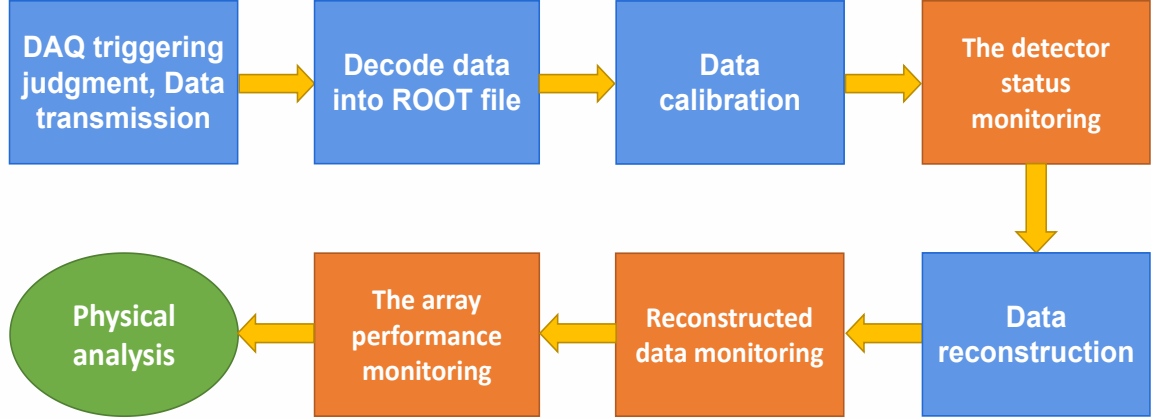 DAQ triggering
judgment, Data
transmission
Decode data
into ROOT file
Data
calibration
The detector
status
monitoring
Data
reconstruction
Reconstructed
data monitoring
The array
performance
monitoring
Physical
analysis